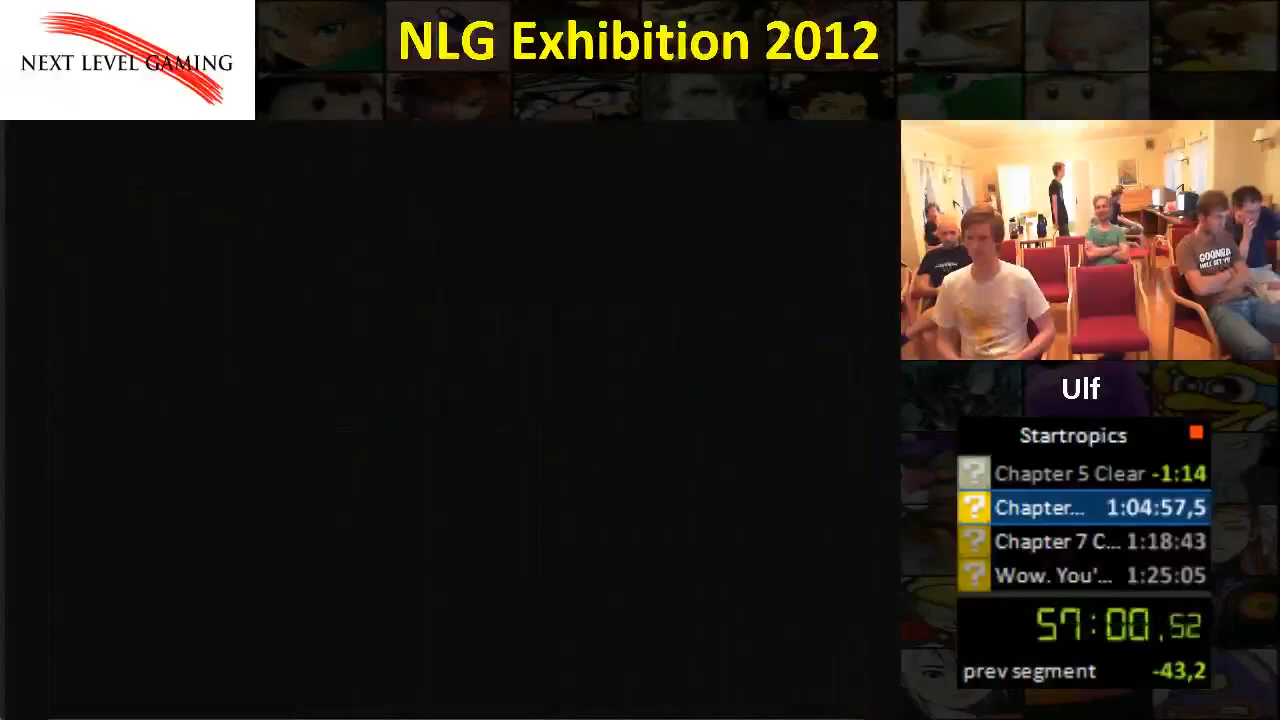 NEXT LEVEL GAMING
NLG Exhibition 2012
GOOMBA
Ulf
Startropics
Chapter 5 Clear -1:14
Chapter... 1:04:57,5
Chapter 7 C... 1:18:43
Wow. You'... 1:25:05
57:00,52
prev segment -43,2